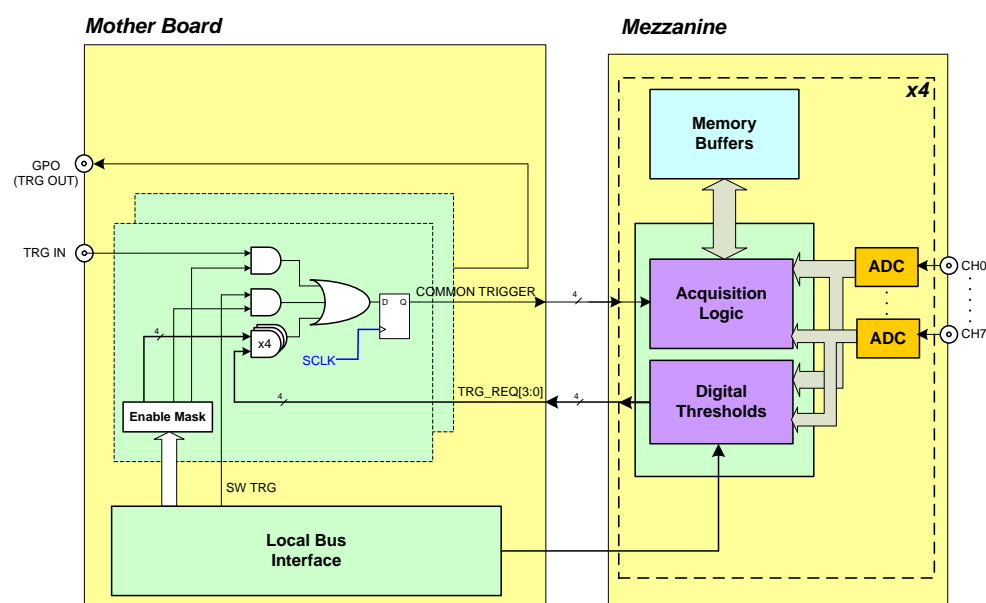 Mother Board
Mezzanine
x4
Memory
Buffers
GPO
(TRG OUT)
TRG IN
D Q
COMMON TRIGGER
4
Acquisition
Logic
ADC
CH0
ADC
CH7
4
x4
SCLK
TRG_REQ[3:0]
4
4
Digital
Thresholds
Enable Mask
SW TRG
Local Bus
Interface